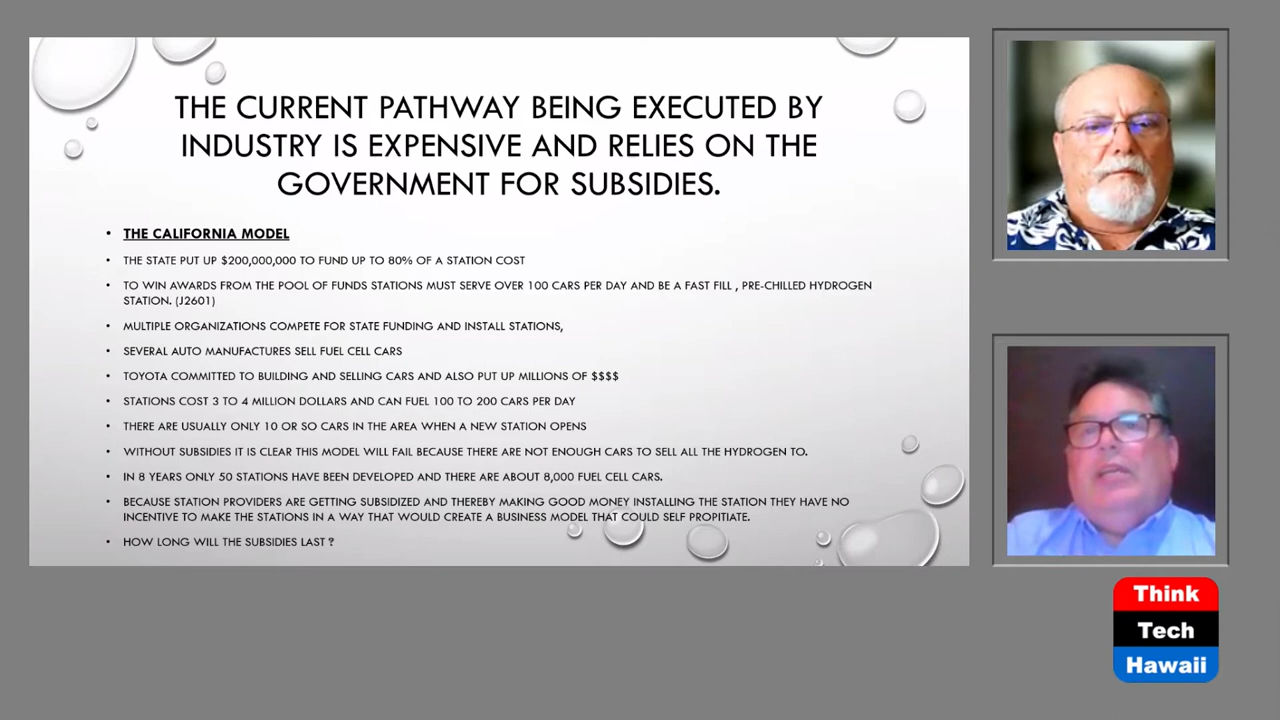 THE CURRENT PATHWAY BEING EXECUTED BY
INDUSTRY IS EXPENSIVE AND RELIES ON THE
GOVERNMENT FOR SUBSIDIES.
• THE CALIFORNIA MODEL
• THE STATE PUT UP $200,000,000 TO FUND UP TO 80% OF A STATION COST
• TO WIN AWARDS FROM THE POOL OF FUNDS STATIONS MUST SERVE OVER 100 CARS PER DAY AND BE A FAST FILL , PRE-CHILLED HYDROGEN
STATION. (J2601)
• MULTIPLE ORGANIZATIONS COMPETE FOR STATE FUNDING AND INSTALL STATIONS,
• SEVERAL AUTO MANUFACTURES SELL FUEL CELL CARS
• TOYOTA COMMITTED TO BUILDING AND SELLING CARS AND ALSO PUT UP MILLIONS OF $$$$
• STATIONS COST 3 TO 4 MILLION DOLLARS AND CAN FUEL 100 TO 200 CARS PER DAY
• THERE ARE USUALLY ONLY 10 OR SO CARS IN THE AREA WHEN A NEW STATION OPENS
• WITHOUT SUBSIDIES IT IS CLEAR THIS MODEL WILL FAIL BECAUSE THERE ARE NOT ENOUGH CARS TO SELL ALL THE HYDROGEN TO.
• IN 8 YEARS ONLY 50 STATIONS HAVE BEEN DEVELOPED AND THERE ARE ABOUT 8,000 FUEL CELL CARS.
• BECAUSE STATION PROVIDERS ARE GETTING SUBSIDIZED AND THEREBY MAKING GOOD MONEY INSTALLING THE STATION THEY HAVE NO
INCENTIVE TO MAKE THE STATIONS IN A WAY THAT WOULD CREATE A BUSINESS MODEL THAT COULD SELF PROPITIATE.
• HOW LONG WILL THE SUBSIDIES LAST ?
Think
Tech
Hawaii